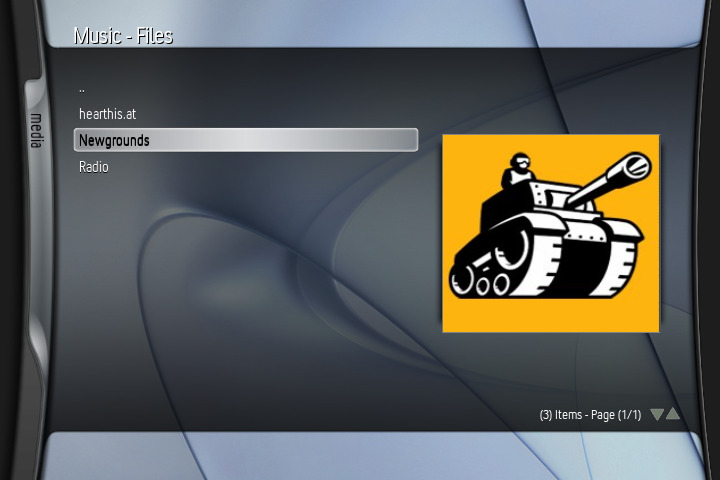 Music - Files
media
..
hearthis.at
Newgrounds
Radio
(3) Items - Page (1/1)